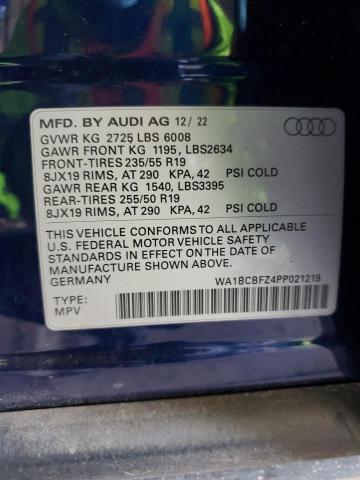 MFD. BY AUDI AG 12/ 22
GVWR KG 2725 LBS 6008
GAWR FRONT KG 1195, LBS2634
FRONT-TIRES 235/55 R19
8JX19 RIMS, AT 290 KPA, 42 PSI COLD
GAWR REAR KG 1540, LBS3395
REAR-TIRES 255/50 R19
8JX19 RIMS, AT 290 KPA, 42 PSI COLD
THIS VEHICLE CONFORMS TO ALL APPLICABLE
U.S. FEDERAL MOTOR VEHICLE SAFETY
STANDARDS IN EFFECT ON THE DATE OF
MANUFACTURE SHOWN ABOVE.
GERMANY
WA1BCBFZ4PP021219
TYPE:
MPV